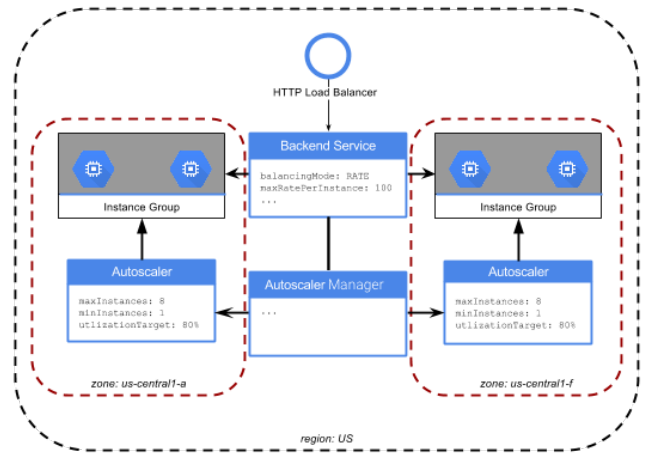 HTTP Load Balancer
Backend Service
balancingMode: RATE
maxRatePerInstance: 100
...
Instance Group
Instance Group
Autoscaler
maxInstances: 8
minInstances: 1
utlizationTarget: 80%
Autoscaler Manager
...
Autoscaler
maxInstances: 8
minInstances: 1
utlizationTarget: 80%
zone: us-central1-a
zone: us-central1-f
region: US